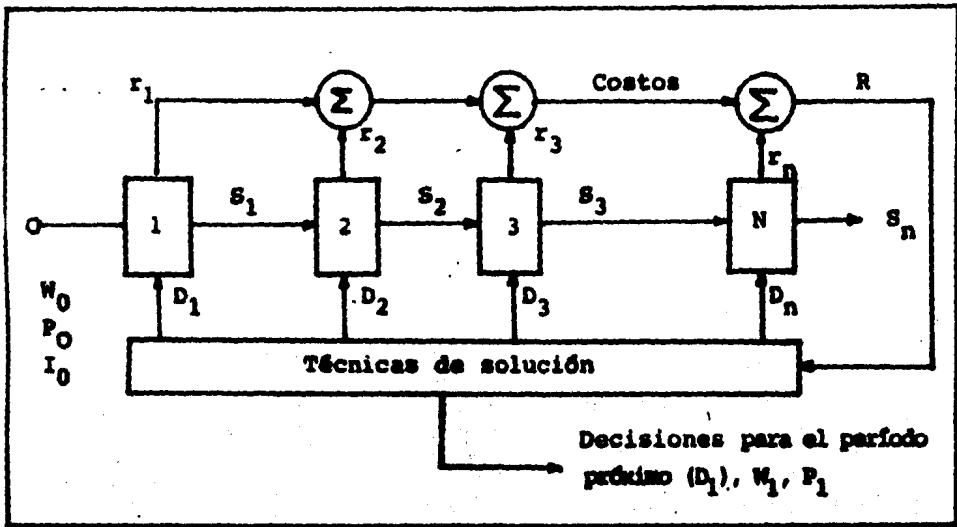 r₁ Σ Σ Costos Σ R
r₂ r₃ rₙ
1 S₁ 2 S₂ 3 S₃ N Sₙ
W₀ D₁ D₂ D₃ Dₙ
P₀
I₀
Técnicas de solución
Decisiones para el período
próximo (D₁), W₁, P₁